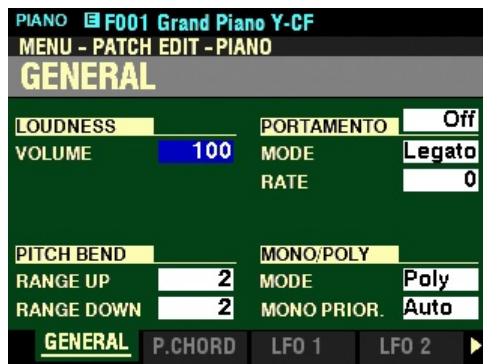 PIANO E F001 Grand Piano Y-CF
MENU - PATCH EDIT - PIANO
GENERAL
LOUDNESS
VOLUME 100
PORTAMENTO Off
MODE Legato
RATE 0
PITCH BEND
RANGE UP 2
RANGE DOWN 2
MONO/POLY
MODE Poly
MONO PRIOR. Auto
GENERAL P.CHORD LFO 1 LFO 2